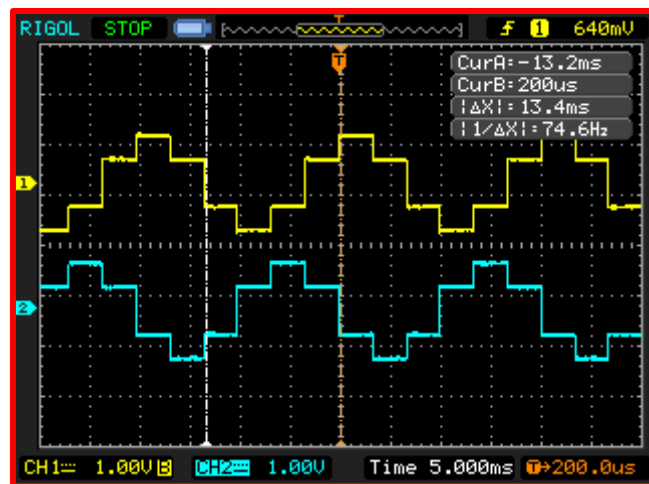 RIGOL STOP T f 1 640mV
T
CurA:-13.2ms
CurB:200us
|ΔX|:13.4ms
|1/ΔX|:74.6Hz
1
2
CH1 1.00V B CH2 1.00V Time 5.000ms T→200.0us